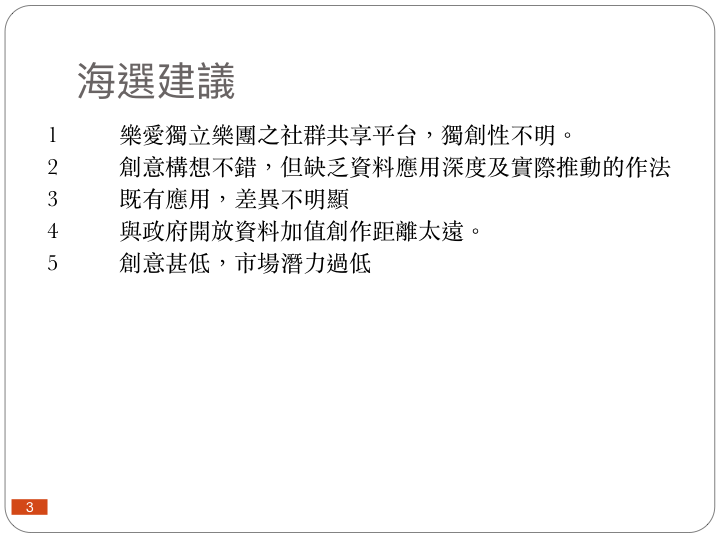 海選建議
1 樂愛獨立樂團之社群共享平台，獨創性不明。
2 創意構想不錯，但缺乏資料應用深度及實際推動的作法
3 既有應用，差異不明顯
4 與政府開放資料加值創作距離太遠。
5 創意甚低，市場潛力過低
3